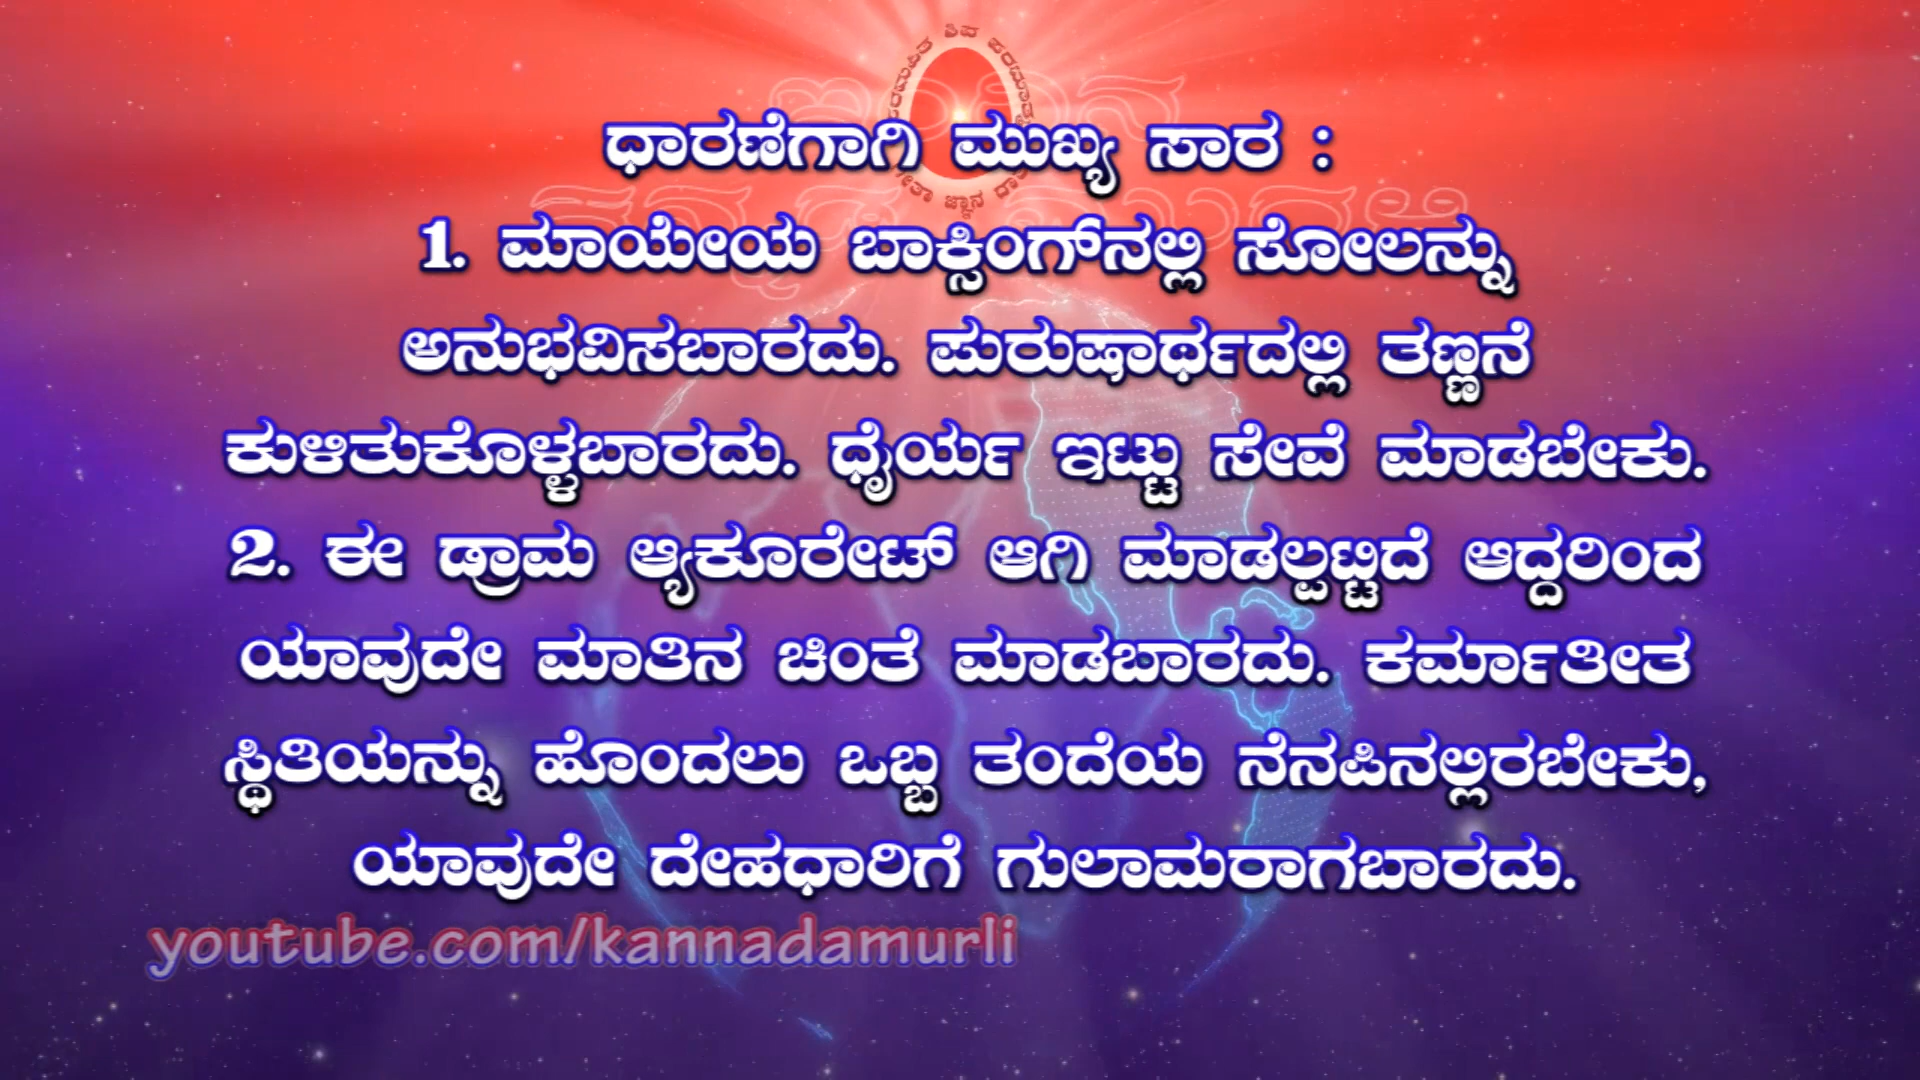 ಧಾರಣೆಗಾಗಿ ಮುಖ್ಯ ಸಾರ :
1. ಮಾಯೆಯ ಬಾಕ್ಸಿಂಗ್‌ನಲ್ಲಿ ಸೋಲನ್ನು
ಅನುಭವಿಸಬಾರದು. ಪುರುಷಾರ್ಥದಲ್ಲಿ ತಣ್ಣನೆ
ಕುಳಿತುಕೊಳ್ಳಬಾರದು. ಧೈರ್ಯ ಇಟ್ಟು ಸೇವೆ ಮಾಡಬೇಕು.
2. ಈ ಡ್ರಾಮ ಆ್ಯಕೂರೇಟ್ ಆಗಿ ಮಾಡಲ್ಪಟ್ಟಿದೆ ಆದ್ದರಿಂದ
ಯಾವುದೇ ಮಾತಿನ ಚಿಂತೆ ಮಾಡಬಾರದು. ಕರ್ಮಾತೀತ
ಸ್ಥಿತಿಯನ್ನು ಹೊಂದಲು ಒಬ್ಬ ತಂದೆಯ ನೆನಪಿನಲ್ಲಿರಬೇಕು,
ಯಾವುದೇ ದೇಹಧಾರಿಗೆ ಗುಲಾಮರಾಗಬಾರದು.
youtube.com/kannadamurli